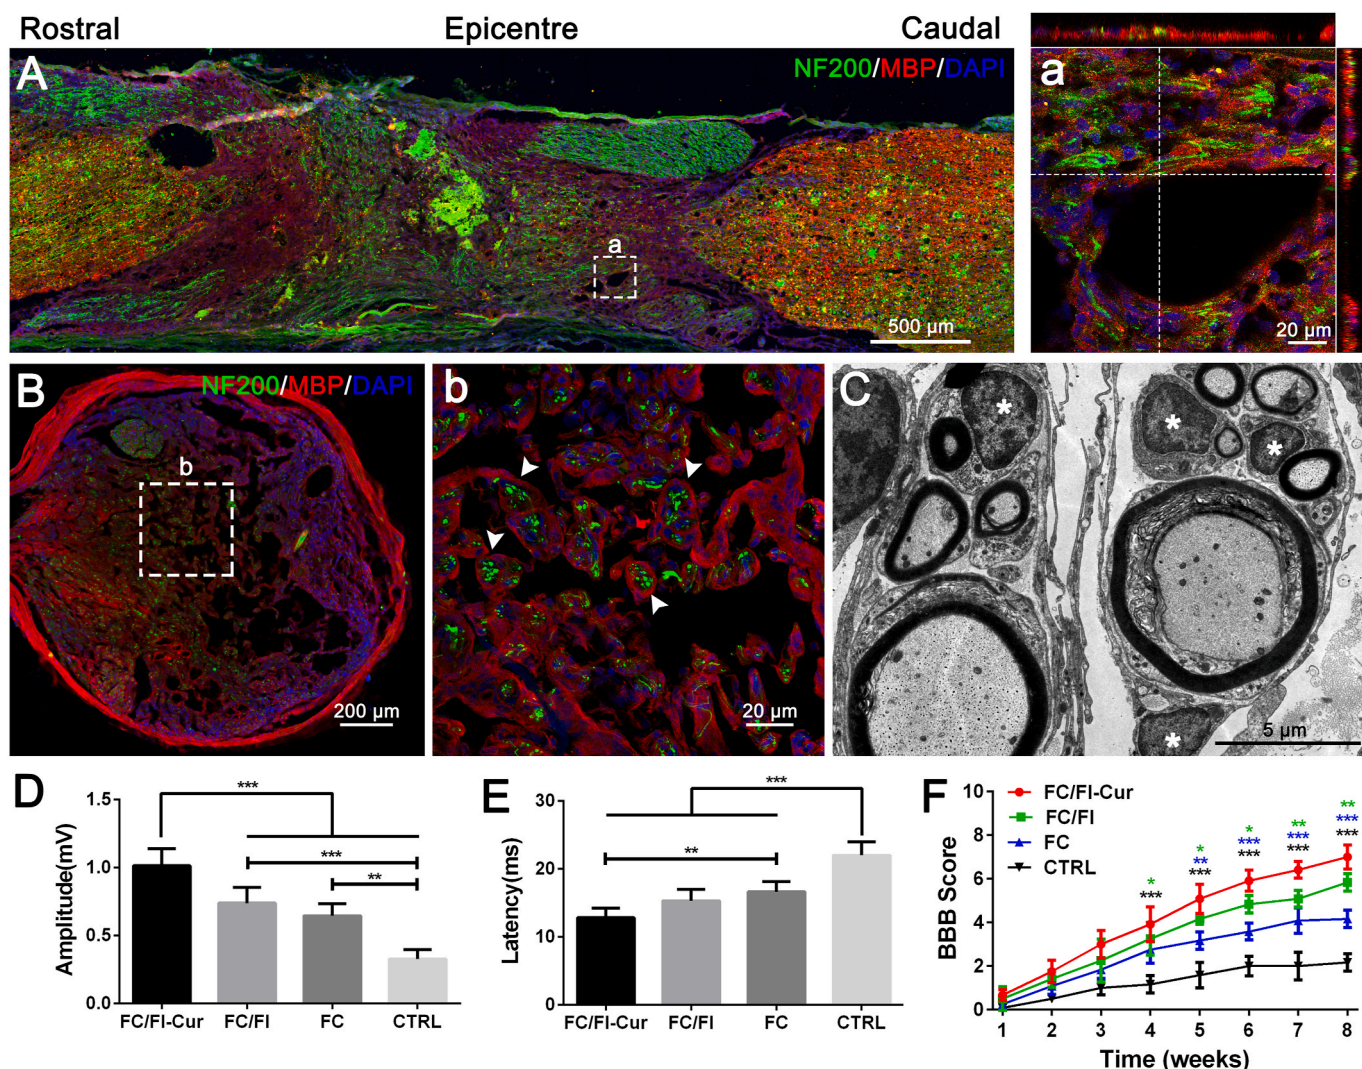 Rostral Epicentre Caudal
A NF200/MBP/DAPI
a
500 µm
a
20 µm
B NF200/MBP/DAPI
b
200 µm
b
20 µm
C
* * *
*
5 µm
D
Amplitude(mV)
1.5
1.0
0.5
0.0
***
***
**
FC/FI-Cur FC/FI FC CTRL
E
Latency(ms)
30
20
10
0
***
**
FC/FI-Cur FC/FI FC CTRL
F
BBB Score
10
8
6
4
2
0
FC/FI-Cur
FC/FI
FC
CTRL
* ***
* ** ***
* *** ***
** *** ***
** *** ***
1 2 3 4 5 6 7 8
Time (weeks)